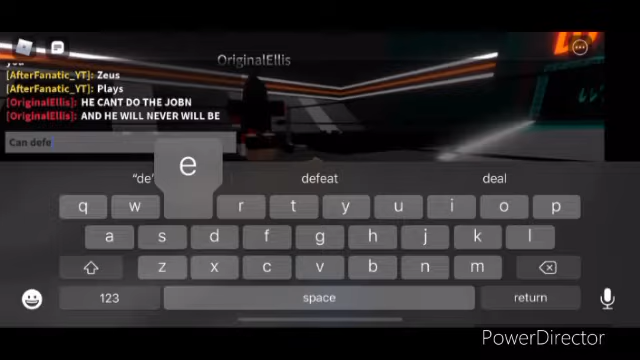 OriginalEllis
you
[AfterFanatic_YT]: Zeus
[AfterFanatic_YT]: Plays
[OriginalEllis]: HE CANT DO THE JOBN
[OriginalEllis]: AND HE WILL NEVER WILL BE
Can defe
e
"de" defeat deal
q w r t y u i o p
a s d f g h j k l
z x c v b n m
123 space return
PowerDirector